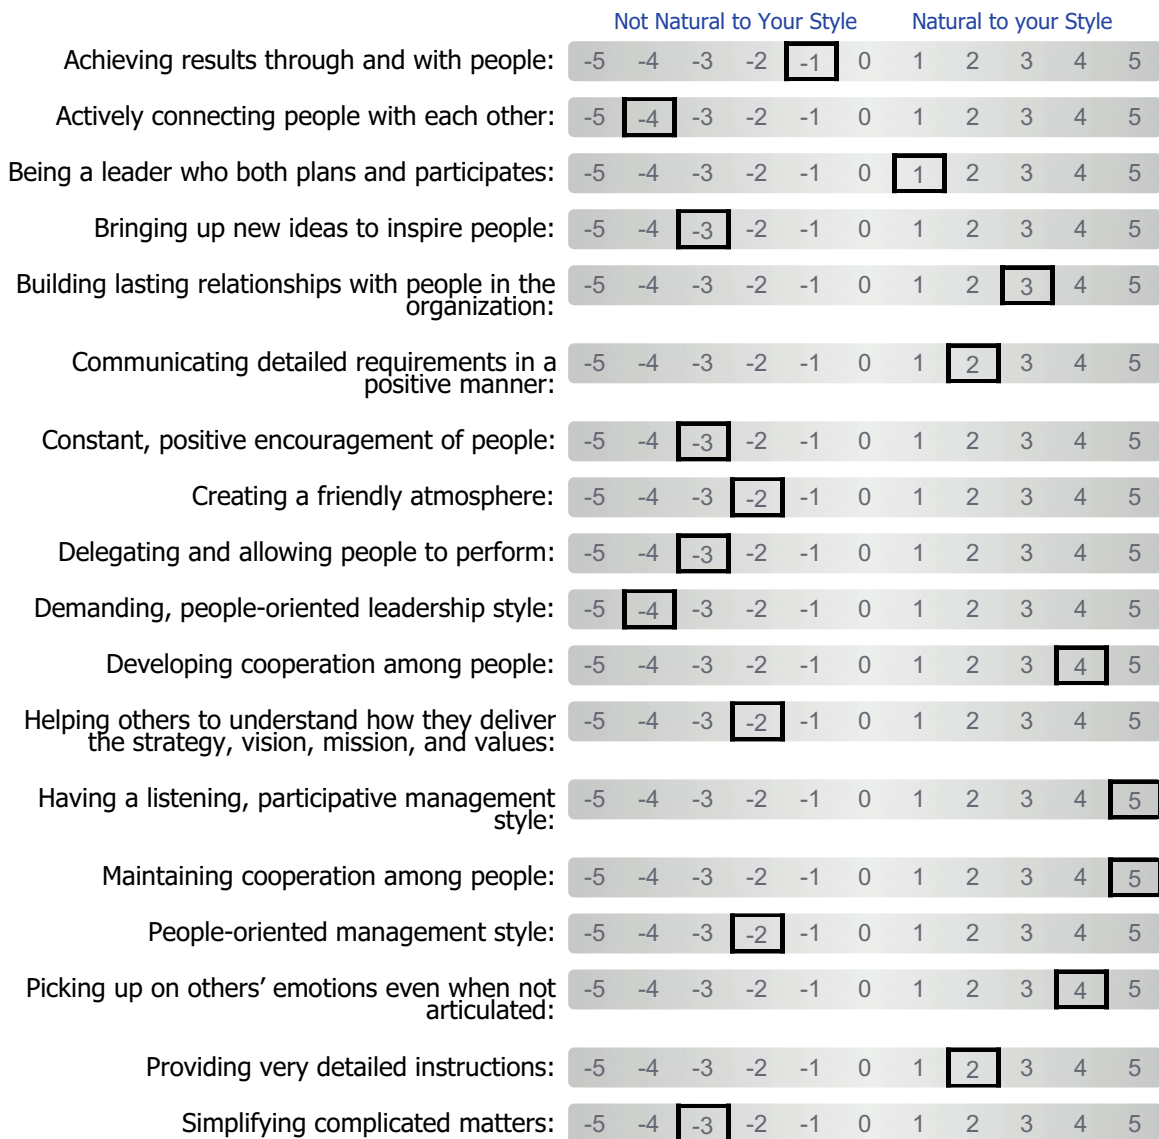 Not Natural to Your Style Natural to your Style
Achieving results through and with people: -5 -4 -3 -2 -1 0 1 2 3 4 5
Actively connecting people with each other: -5 -4 -3 -2 -1 0 1 2 3 4 5
Being a leader who both plans and participates: -5 -4 -3 -2 -1 0 1 2 3 4 5
Bringing up new ideas to inspire people: -5 -4 -3 -2 -1 0 1 2 3 4 5
Building lasting relationships with people in the
organization: -5 -4 -3 -2 -1 0 1 2 3 4 5
Communicating detailed requirements in a
positive manner: -5 -4 -3 -2 -1 0 1 2 3 4 5
Constant, positive encouragement of people: -5 -4 -3 -2 -1 0 1 2 3 4 5
Creating a friendly atmosphere: -5 -4 -3 -2 -1 0 1 2 3 4 5
Delegating and allowing people to perform: -5 -4 -3 -2 -1 0 1 2 3 4 5
Demanding, people-oriented leadership style: -5 -4 -3 -2 -1 0 1 2 3 4 5
Developing cooperation among people: -5 -4 -3 -2 -1 0 1 2 3 4 5
Helping others to understand how they deliver
the strategy, vision, mission, and values: -5 -4 -3 -2 -1 0 1 2 3 4 5
Having a listening, participative management
style: -5 -4 -3 -2 -1 0 1 2 3 4 5
Maintaining cooperation among people: -5 -4 -3 -2 -1 0 1 2 3 4 5
People-oriented management style: -5 -4 -3 -2 -1 0 1 2 3 4 5
Picking up on others’ emotions even when not
articulated: -5 -4 -3 -2 -1 0 1 2 3 4 5
Providing very detailed instructions: -5 -4 -3 -2 -1 0 1 2 3 4 5
Simplifying complicated matters: -5 -4 -3 -2 -1 0 1 2 3 4 5